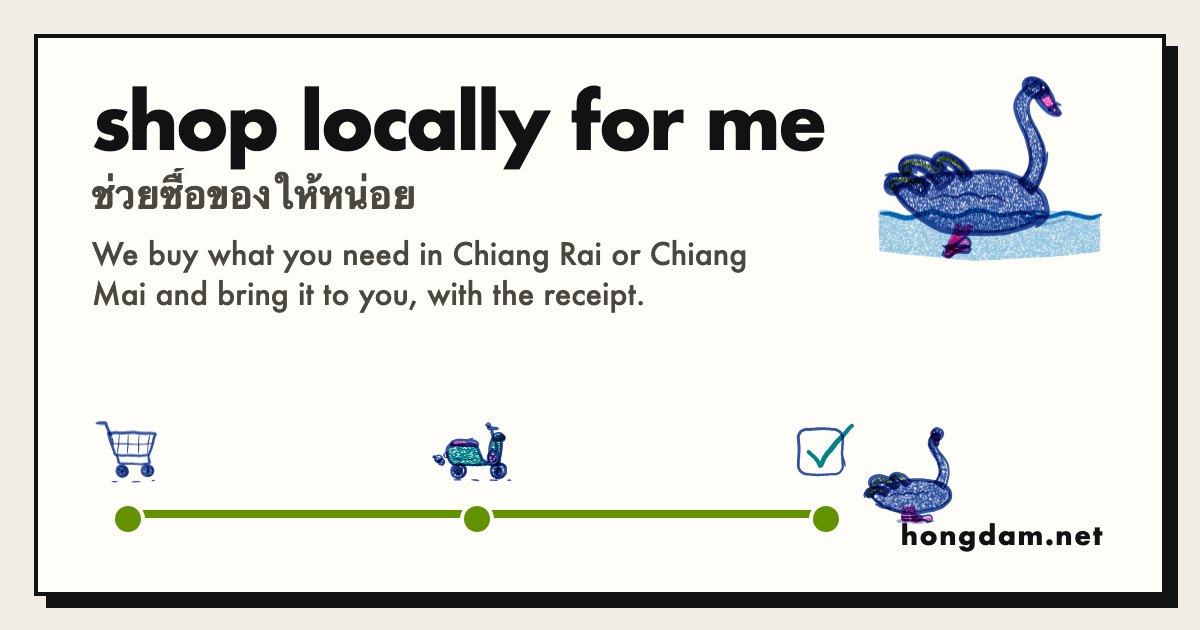 shop locally for me
ช่วยซื้อของให้หน่อย
We buy what you need in Chiang Rai or Chiang
Mai and bring it to you, with the receipt.
hongdam.net